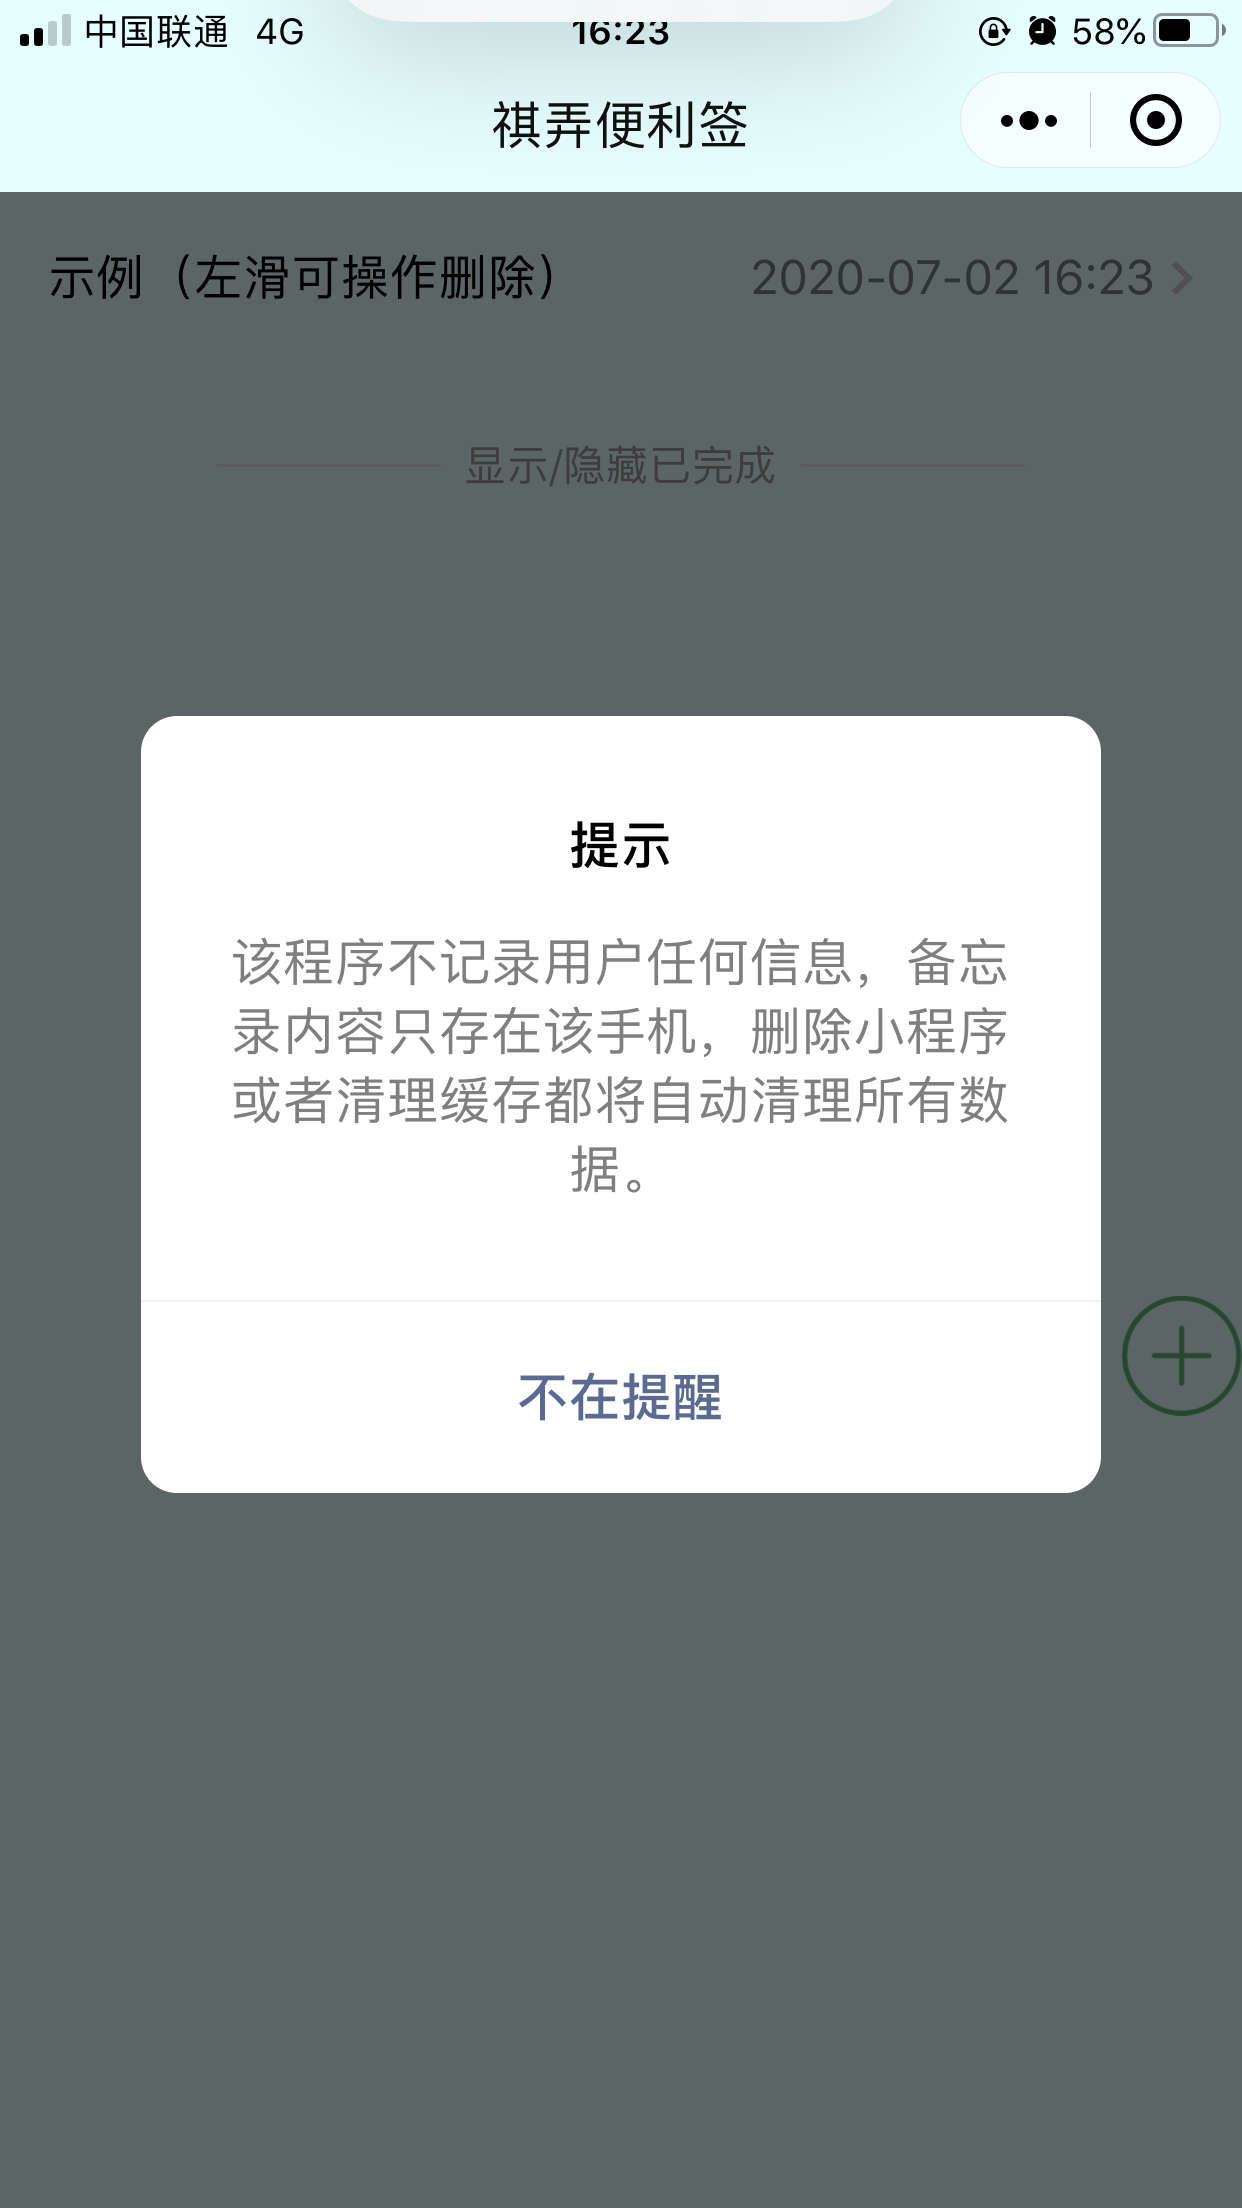 中国联通 4G 16:23 58%
祺弄便利签
示例（左滑可操作删除） 2020-07-02 16:23
显示/隐藏已完成
提示
该程序不记录用户任何信息，备忘
录内容只存在该手机，删除小程序
或者清理缓存都将自动清理所有数
据。
不在提醒